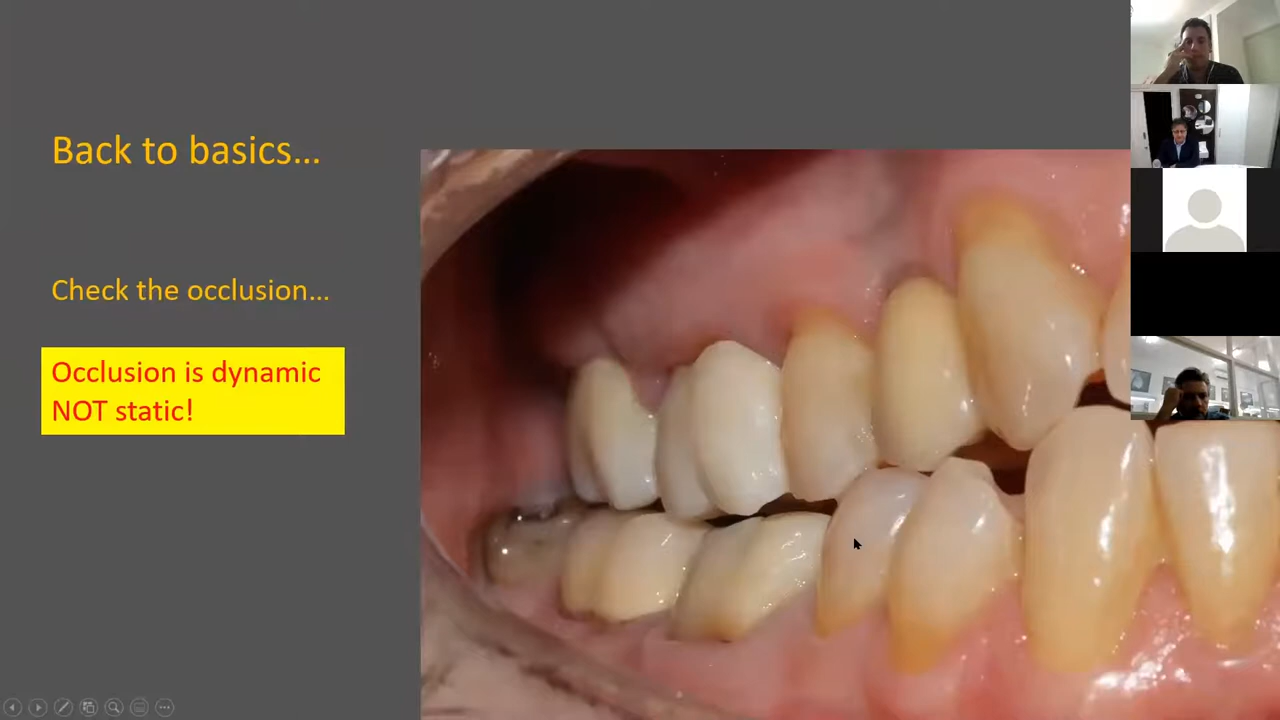 Back to basics...
Check the occlusion...
Occlusion is dynamic
NOT static!